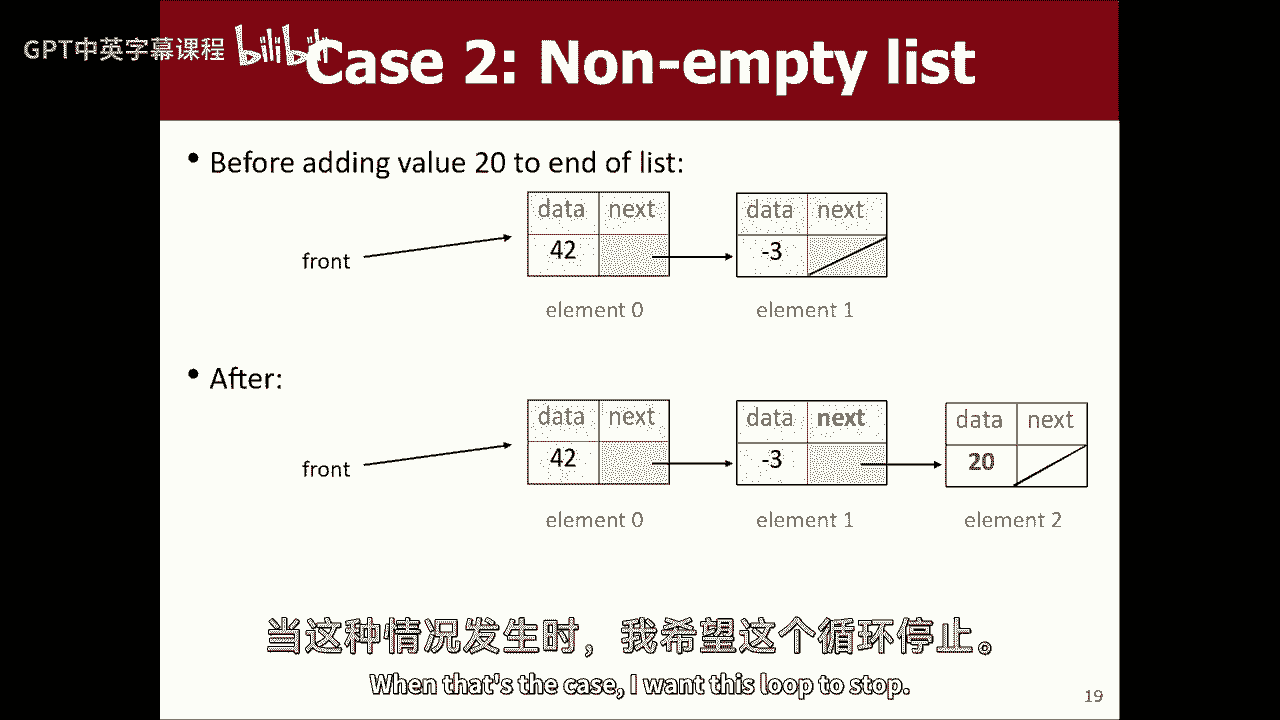 GPT中英字幕课程 bilibili
Case 2: Non-empty list
• Before adding value 20 to end of list:
data next data next
front 42 -3
element 0 element 1
• After:
data next data next data next
front 42 -3 20
element 0 element 1 element 2
当这种情况发生时，我希望这个循环停止。
When that's the case, I want this loop to stop.
19